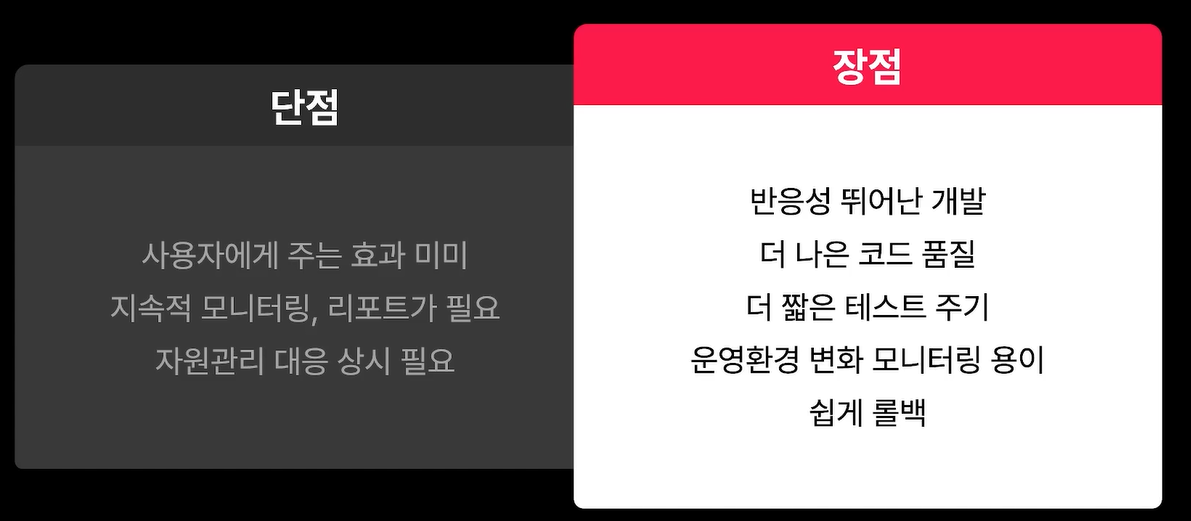 단점
사용자에게 주는 효과 미미
지속적 모니터링, 리포트가 필요
자원관리 대응 상시 필요
장점
반응성 뛰어난 개발
더 나은 코드 품질
더 짧은 테스트 주기
운영환경 변화 모니터링 용이
쉽게 롤백